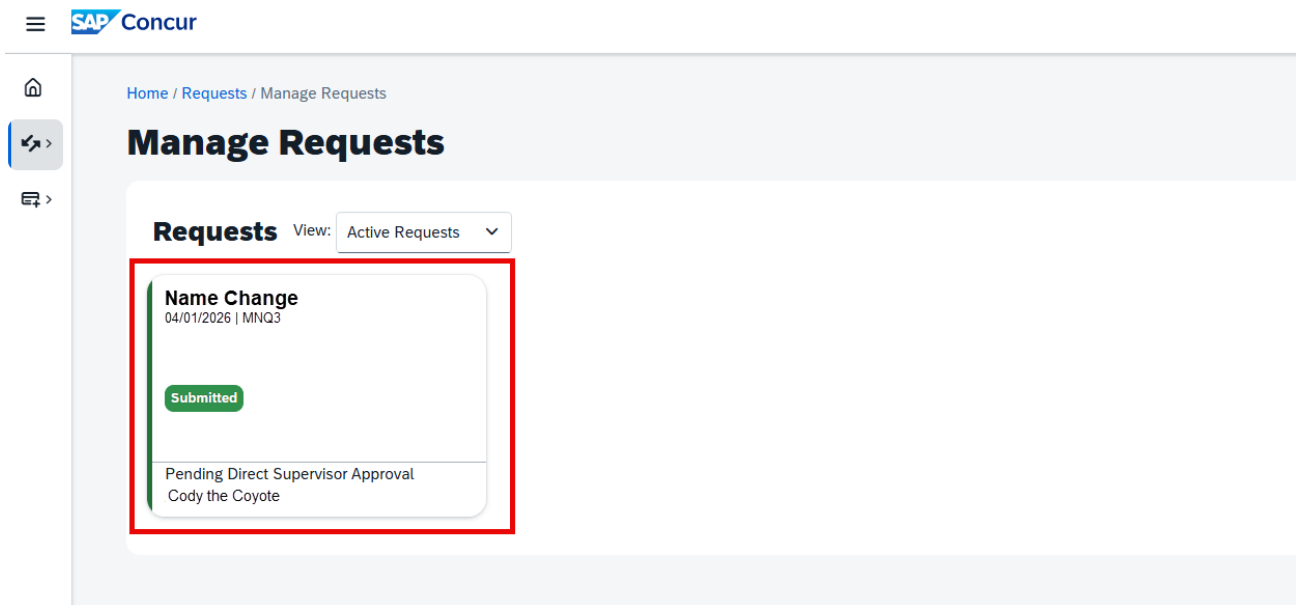 SAP Concur
Home / Requests / Manage Requests
Manage Requests
Requests View: Active Requests
Name Change
04/01/2026 | MNQ3
Submitted
Pending Direct Supervisor Approval
Cody the Coyote